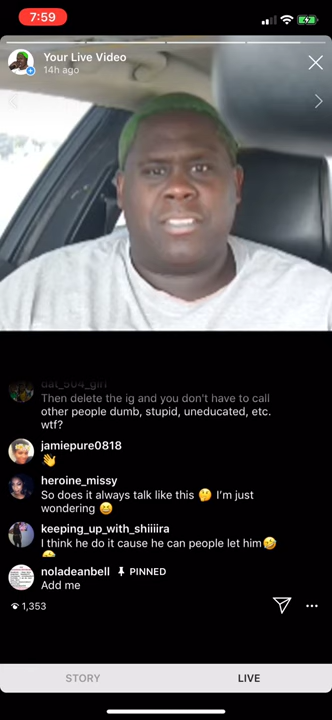 7:59
Your Live Video
14h ago
dat_504_girl
Then delete the ig and you don't have to call
other people dumb, stupid, uneducated, etc.
wtf?
jamiepure0818
👋
heroine_missy
So does it always talk like this 🤔 I'm just
wondering 😆
keeping_up_with_shiiiira
I think he do it cause he can people let him🤣
noladeanbell PINNED
Add me
1,353
STORY
LIVE